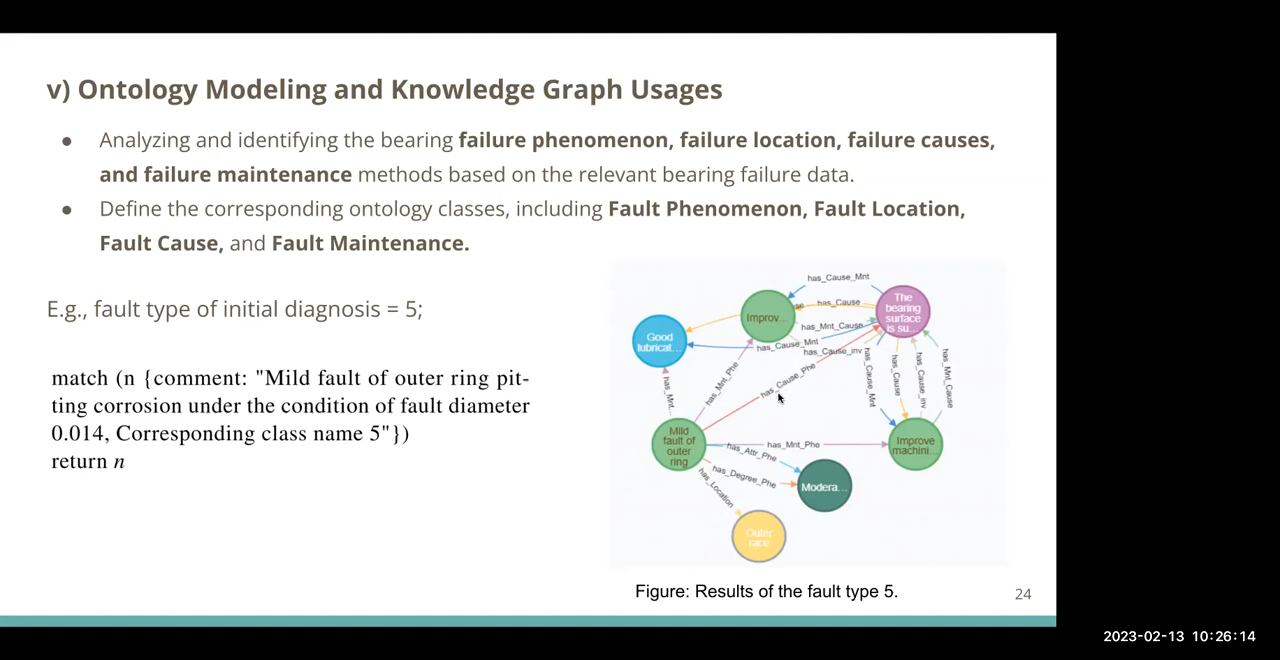 v) Ontology Modeling and Knowledge Graph Usages
● Analyzing and identifying the bearing failure phenomenon, failure location, failure causes,
and failure maintenance methods based on the relevant bearing failure data.
● Define the corresponding ontology classes, including Fault Phenomenon, Fault Location,
Fault Cause, and Fault Maintenance.
E.g., fault type of initial diagnosis = 5;
match (n {comment: "Mild fault of outer ring pit-
ting corrosion under the condition of fault diameter
0.014, Corresponding class name 5"})
return n
has_Cause_Mnt
has_Cause
Improv...
The
bearing
surface
is su...
has_Mnt_Cause
Good
lubricat...
has_Cause_Mnt
has_Cause_inv
has_Cause_Mnt
has_Cause
has_Cause_inv
has_Mnt_Cause
has_Mnt...
has_Mnt_Phe
has_Cause_Phe
Mild
fault of
outer
ring
has_Mnt_Phe
has_Attr_Phe
has_Degree_Phe
has_Location
Improve
machini...
Modera...
Outer
race
Figure: Results of the fault type 5.
24
2023-02-13 10:26:14